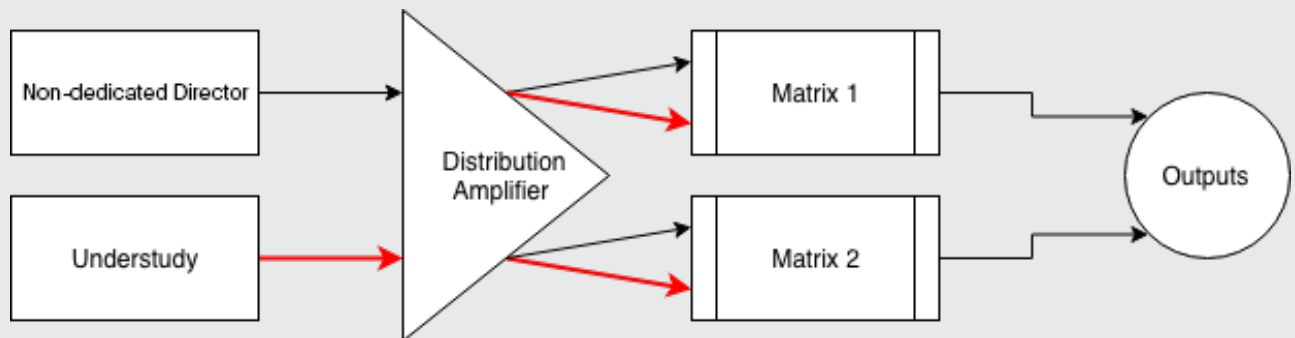 Non-dedicated Director
Understudy
Distribution
Amplifier
Matrix 1
Matrix 2
Outputs